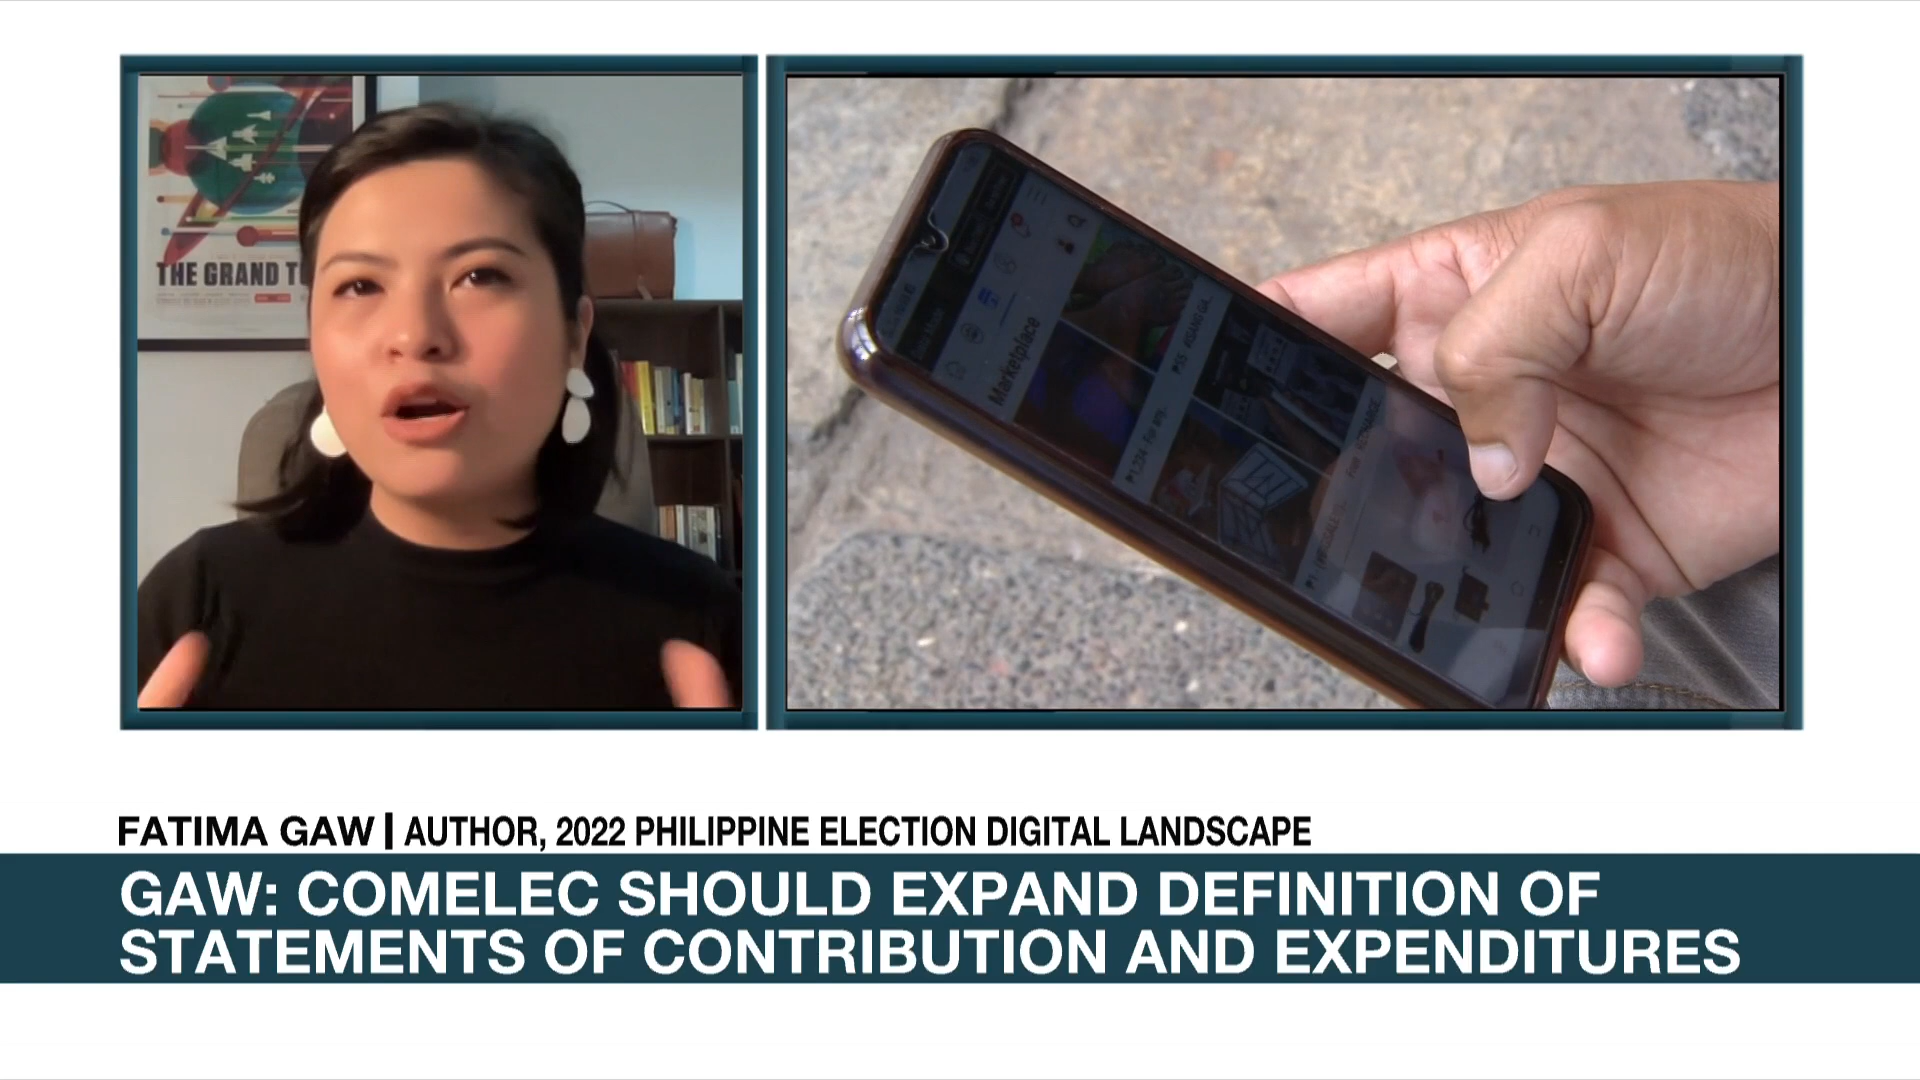 THE GRAND T
Marketplace
FATIMA GAW | AUTHOR, 2022 PHILIPPINE ELECTION DIGITAL LANDSCAPE
GAW: COMELEC SHOULD EXPAND DEFINITION OF
STATEMENTS OF CONTRIBUTION AND EXPENDITURES